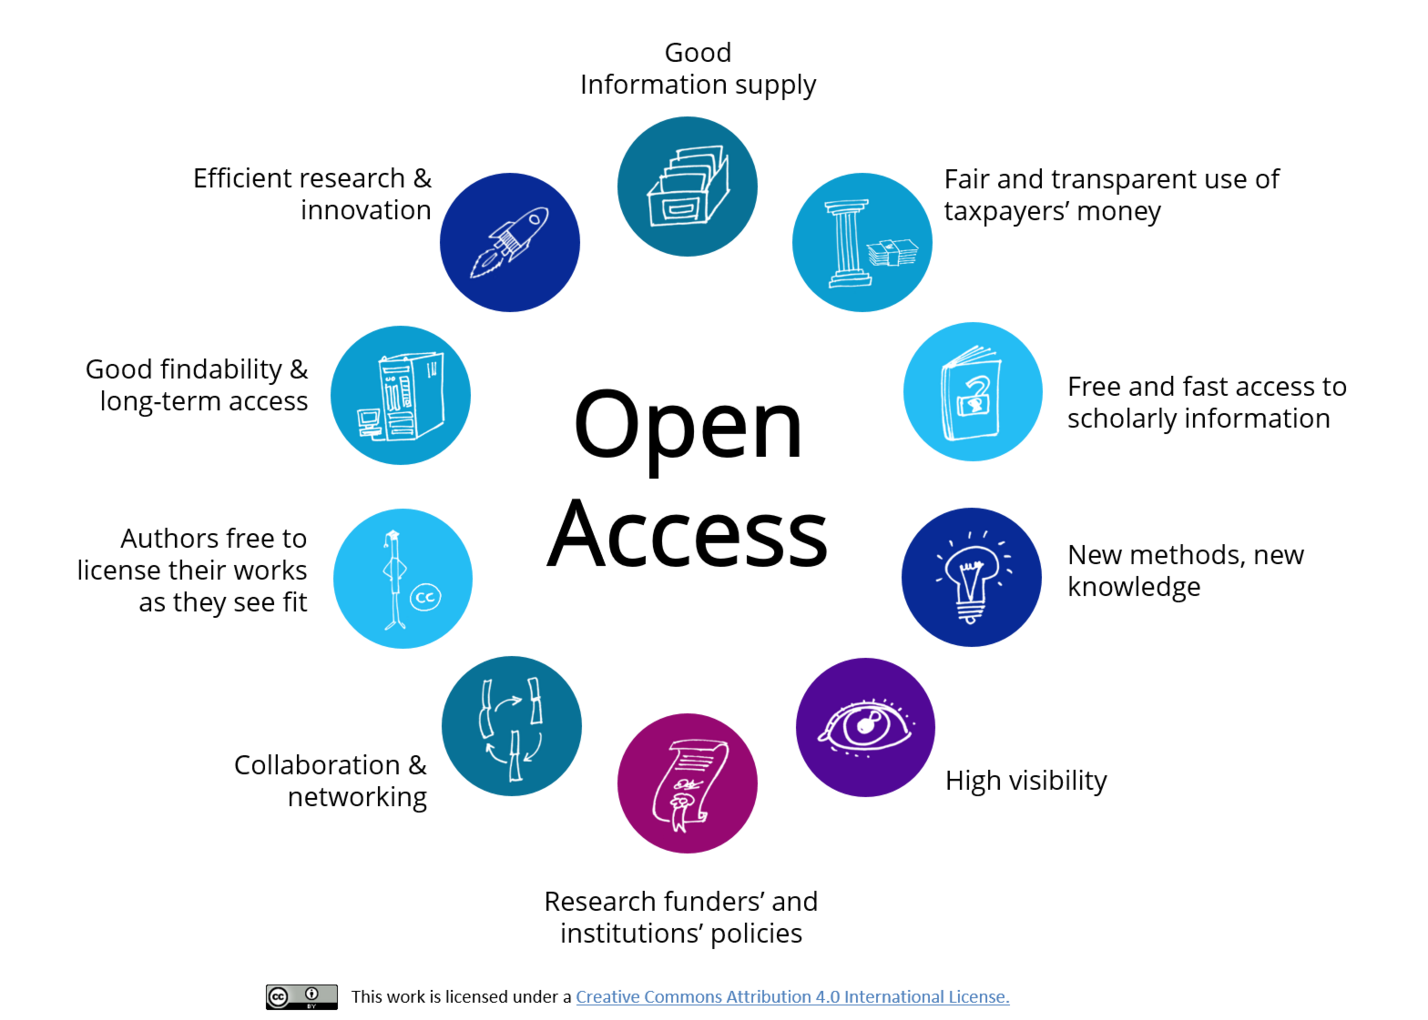 Good
Information supply
Efficient research &
innovation
Fair and transparent use of
taxpayers’ money
Good findability &
long-term access
Open
Access
Free and fast access to
scholarly information
Authors free to
license their works
as they see fit
cc
New methods, new
knowledge
Collaboration &
networking
High visibility
Research funders’ and
institutions’ policies
cc BY
This work is licensed under a Creative Commons Attribution 4.0 International License.